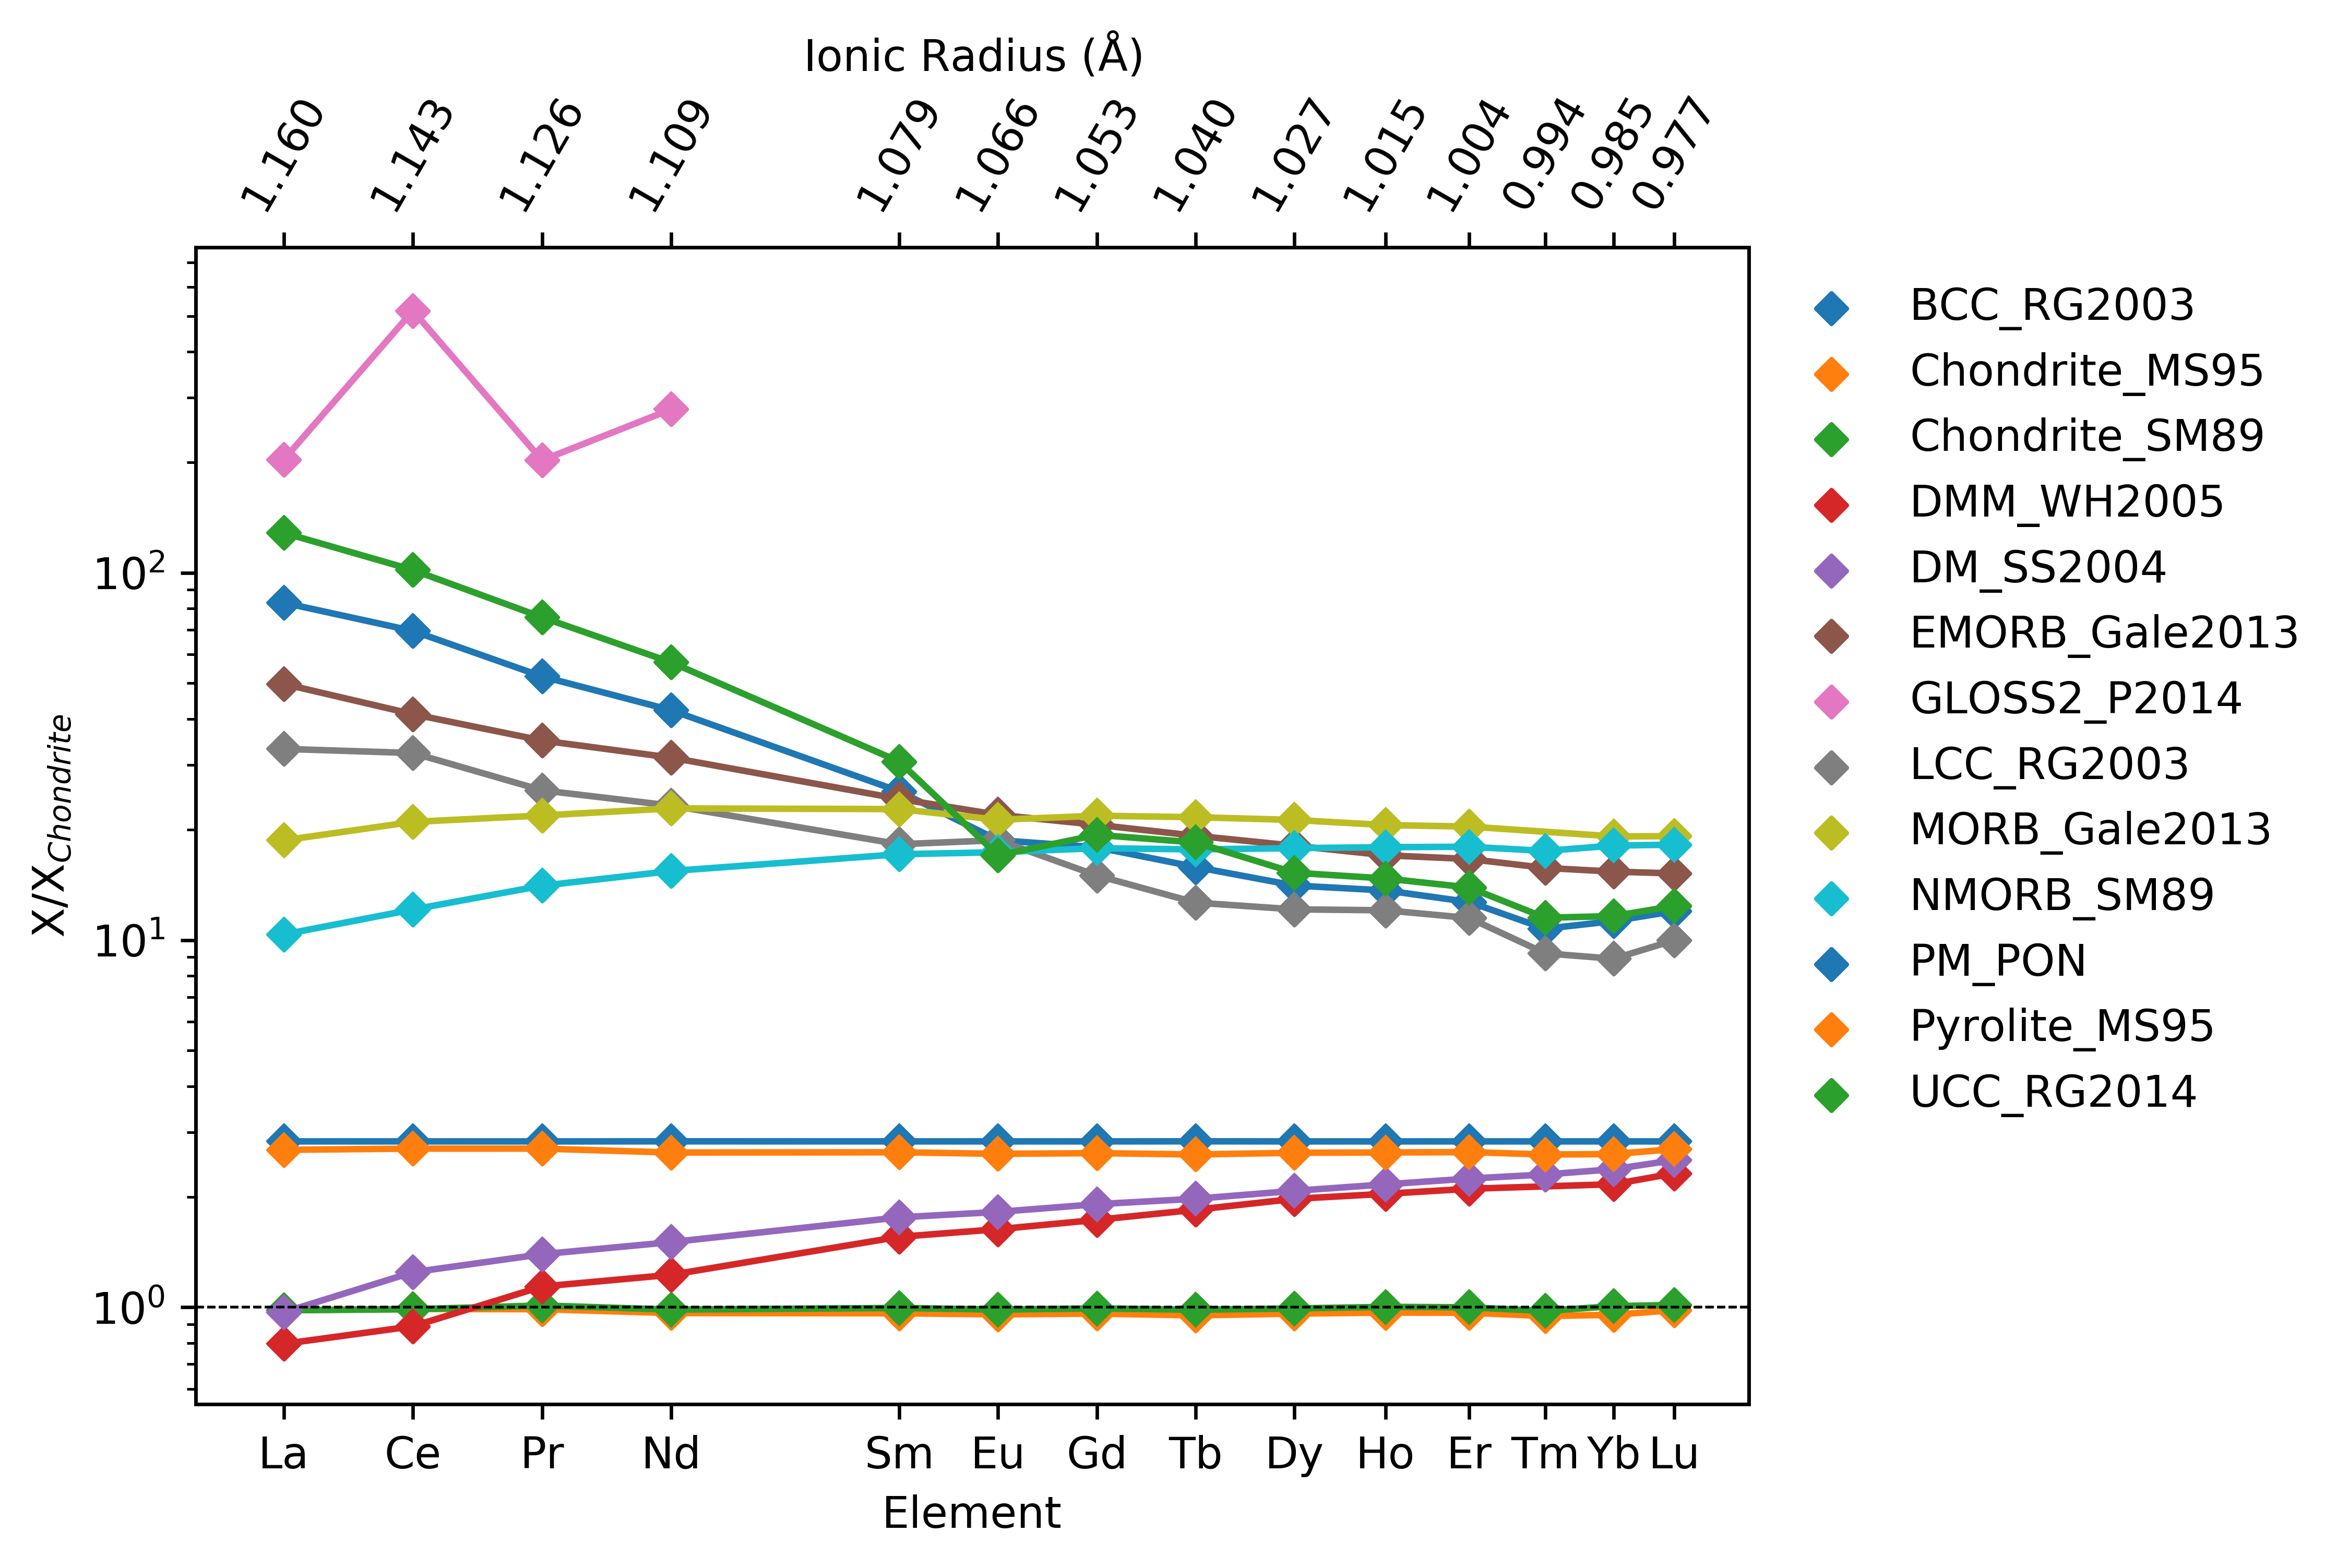 Ionic Radius (Å)
1.160 1.143 1.126 1.109 1.079 1.066 1.053 1.040 1.027 1.015 1.004 0.994 0.985 0.977
X/X_Chondrite
10²
10¹
10⁰
La Ce Pr Nd Sm Eu Gd Tb Dy Ho Er Tm Yb Lu
Element
BCC_RG2003
Chondrite_MS95
Chondrite_SM89
DMM_WH2005
DM_SS2004
EMORB_Gale2013
GLOSS2_P2014
LCC_RG2003
MORB_Gale2013
NMORB_SM89
PM_PON
Pyrolite_MS95
UCC_RG2014